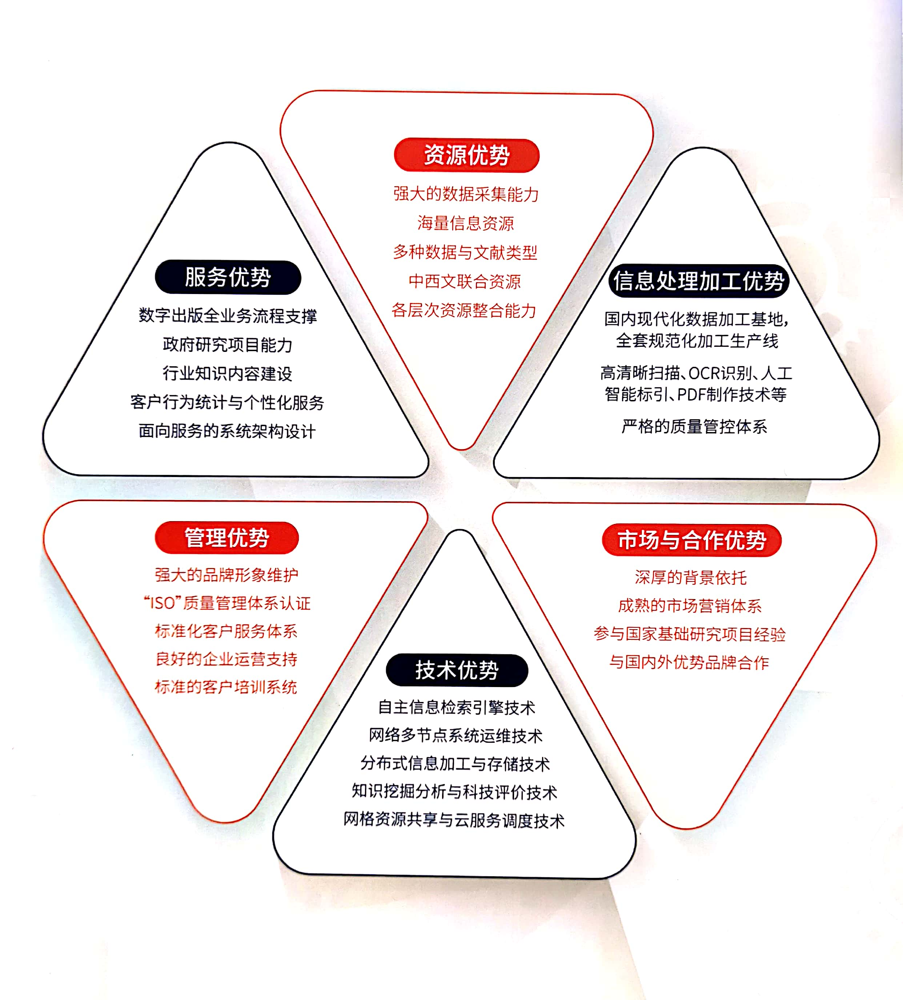 资源优势
强大的数据采集能力
海量信息资源
多种数据与文献类型
中西文联合资源
各层次资源整合能力
服务优势
数字出版全业务流程支撑
政府研究项目能力
行业知识内容建设
客户行为统计与个性化服务
面向服务的系统架构设计
信息处理加工优势
国内现代化数据加工基地,
全套规范化加工生产线
高清晰扫描、OCR识别、人工
智能标引、PDF制作技术等
严格的质量管控体系
管理优势
强大的品牌形象维护
“ISO”质量管理体系认证
标准化客户服务体系
良好的企业运营支持
标准的客户培训系统
市场与合作优势
深厚的背景依托
成熟的市场营销体系
参与国家基础研究项目经验
与国内外优势品牌合作
技术优势
自主信息检索引擎技术
网络多节点系统运维技术
分布式信息加工与存储技术
知识挖掘分析与科技评价技术
网格资源共享与云服务调度技术